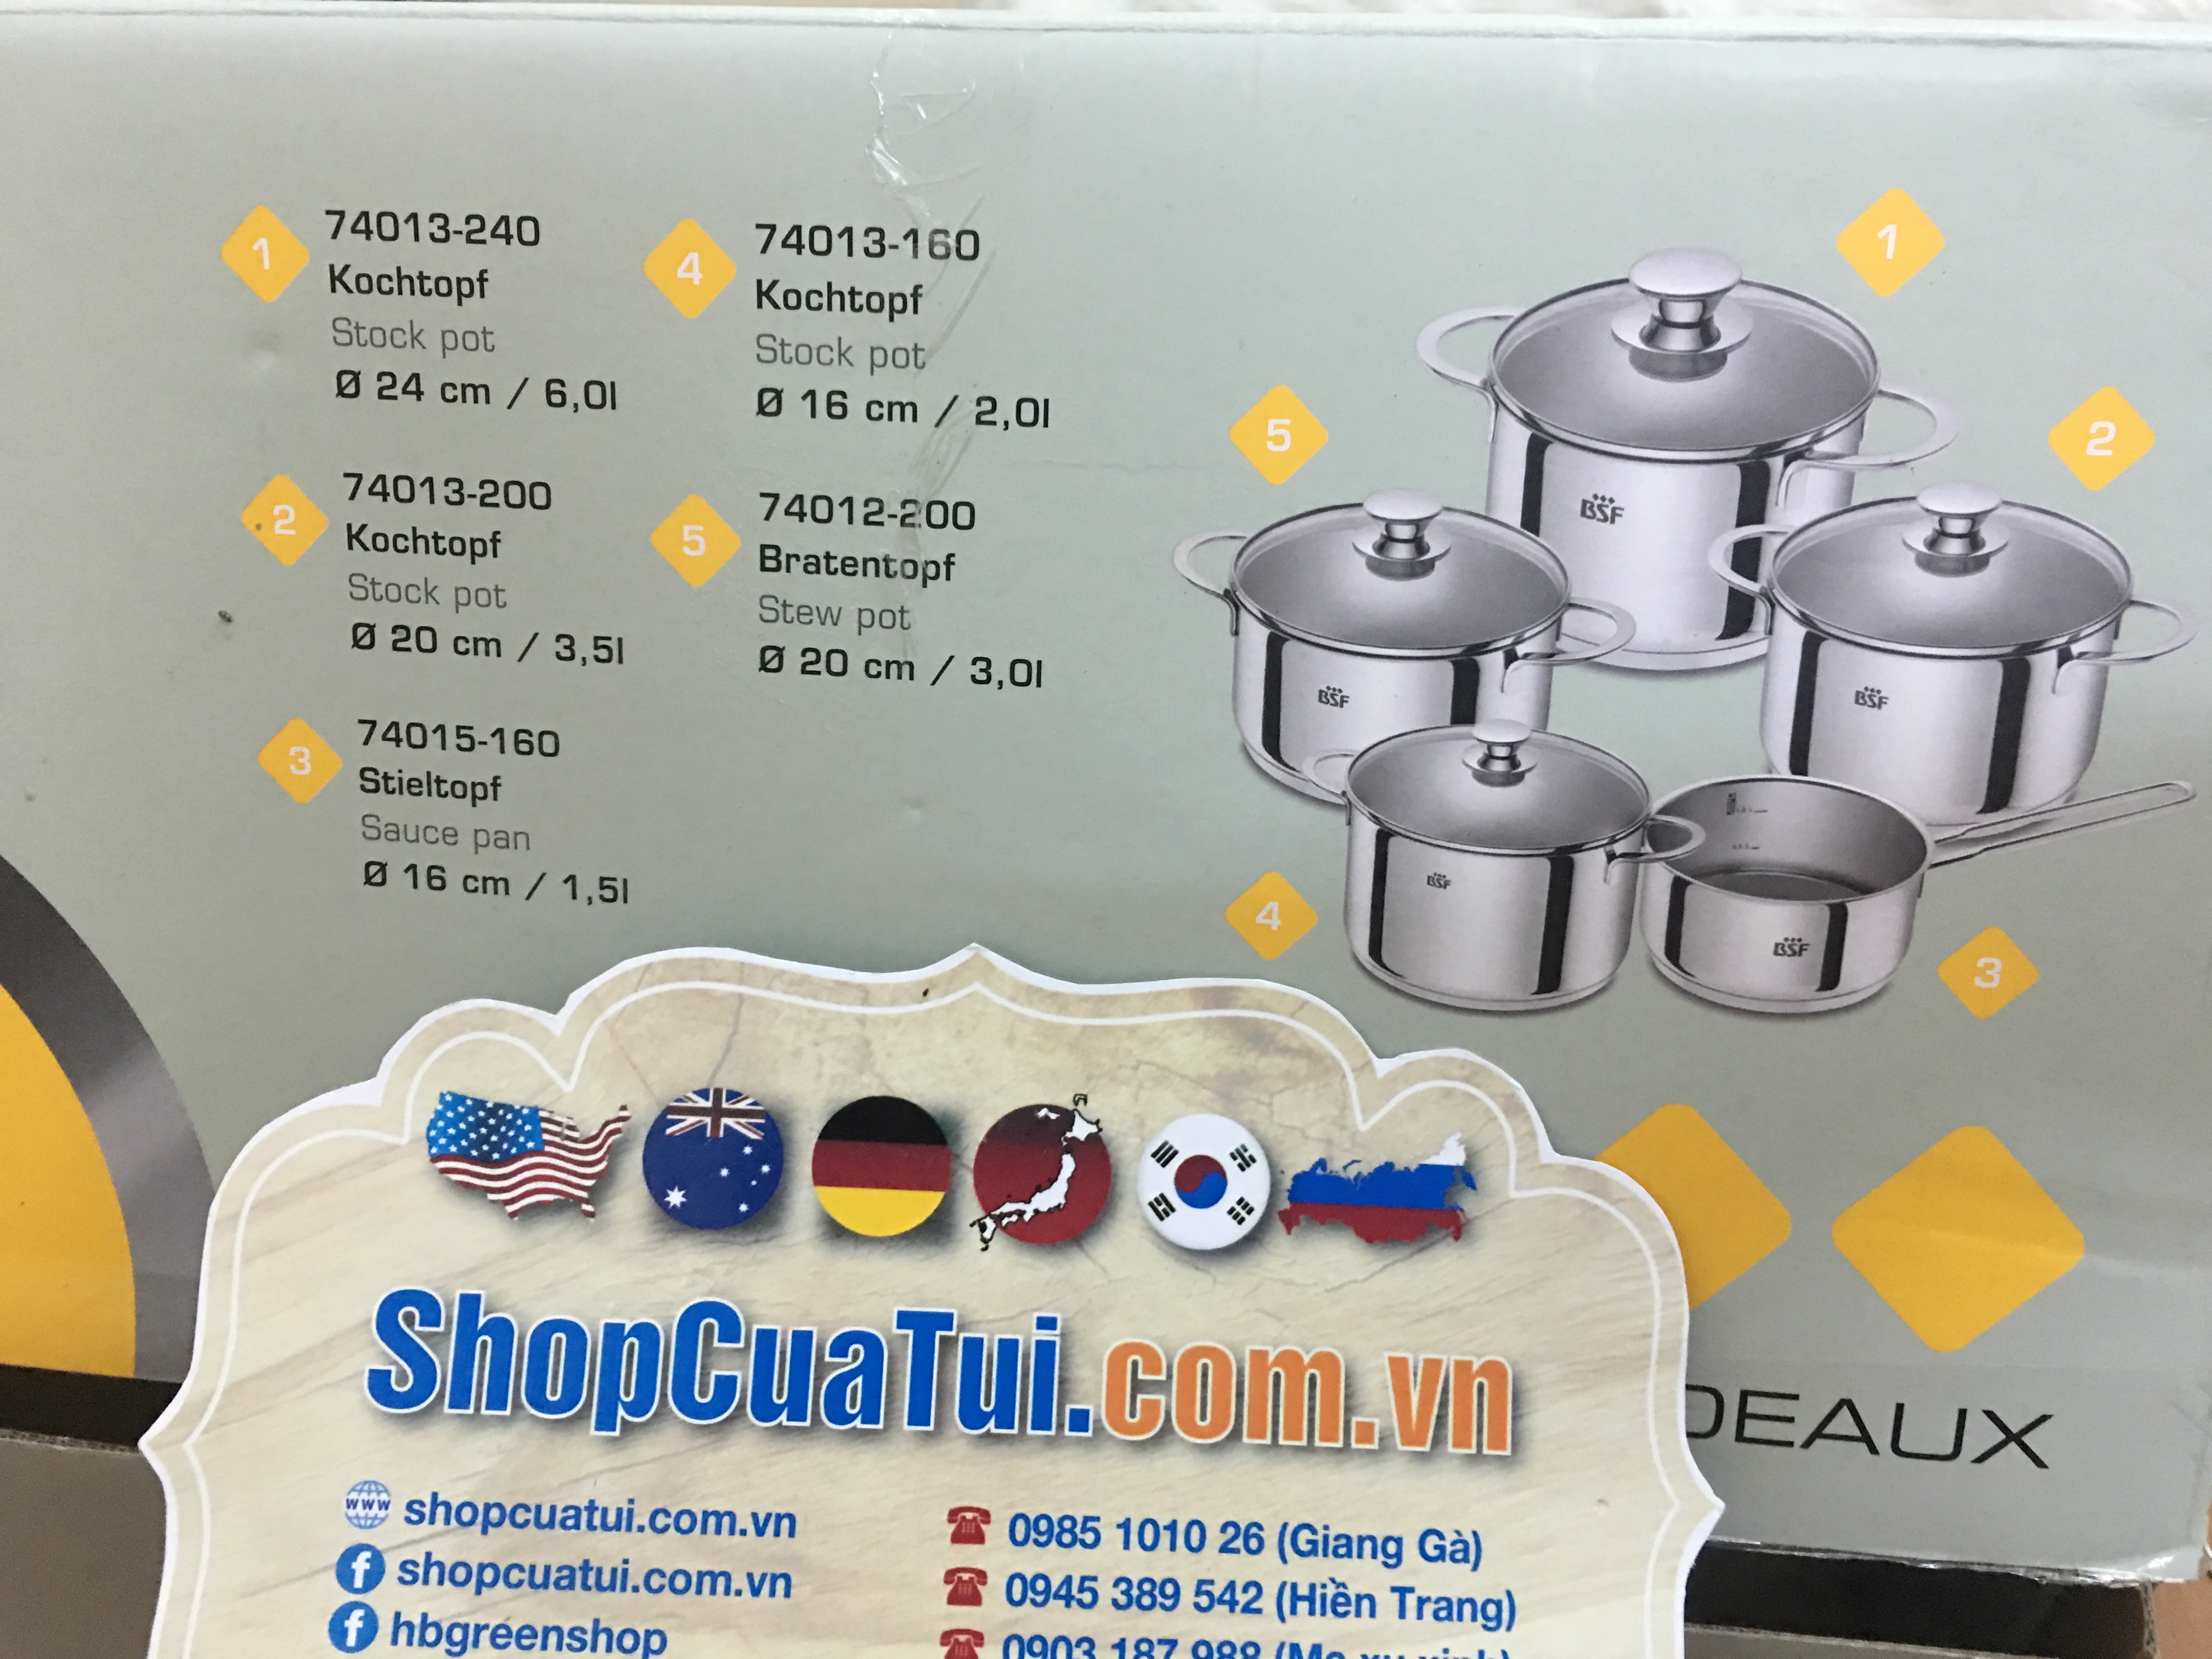 1
74013-240
Kochtopf
Stock pot
Ø 24 cm / 6,0l
2
74013-200
Kochtopf
Stock pot
Ø 20 cm / 3,5l
3
74015-160
Stieltopf
Sauce pan
Ø 16 cm / 1,5l
4
74013-160
Kochtopf
Stock pot
Ø 16 cm / 2,0l
5
74012-200
Bratentopf
Stew pot
Ø 20 cm / 3,0l
1
5
2
BSF
BSF
BSF
BSF
BSF
4
3
DEAUX
ShopCuaTui.com.vn
www shopcuatui.com.vn
f shopcuatui.com.vn
f hbgreenshop
0985 1010 26 (Giang Gà)
0945 389 542 (Hiền Trang)
0903 187 988